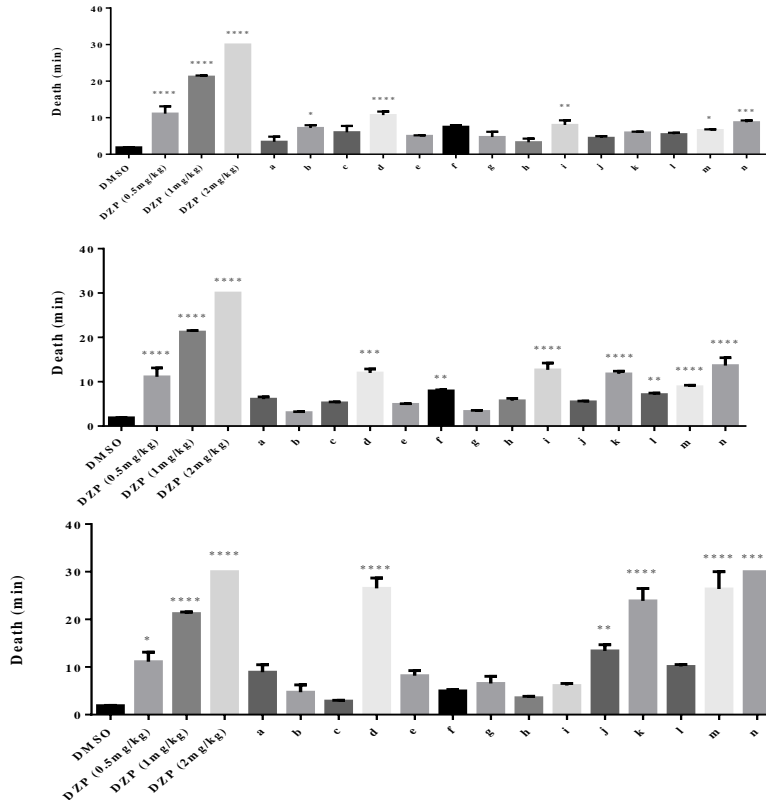 Death (min)
40
30
20
10
0
**** **** **** * **** ** * ***
DMSO
DZP (0.5mg/kg)
DZP (1mg/kg)
DZP (2mg/kg)
a b c d e f g h i j k l m n
Death (min)
40
30
20
10
0
**** **** **** *** ** **** **** ** **** ****
DMSO
DZP (0.5mg/kg)
DZP (1mg/kg)
DZP (2mg/kg)
a b c d e f g h i j k l m n
Death (min)
40
30
20
10
0
* **** **** **** ** **** **** ***
DMSO
DZP (0.5mg/kg)
DZP (1mg/kg)
DZP (2mg/kg)
a b c d e f g h i j k l m n